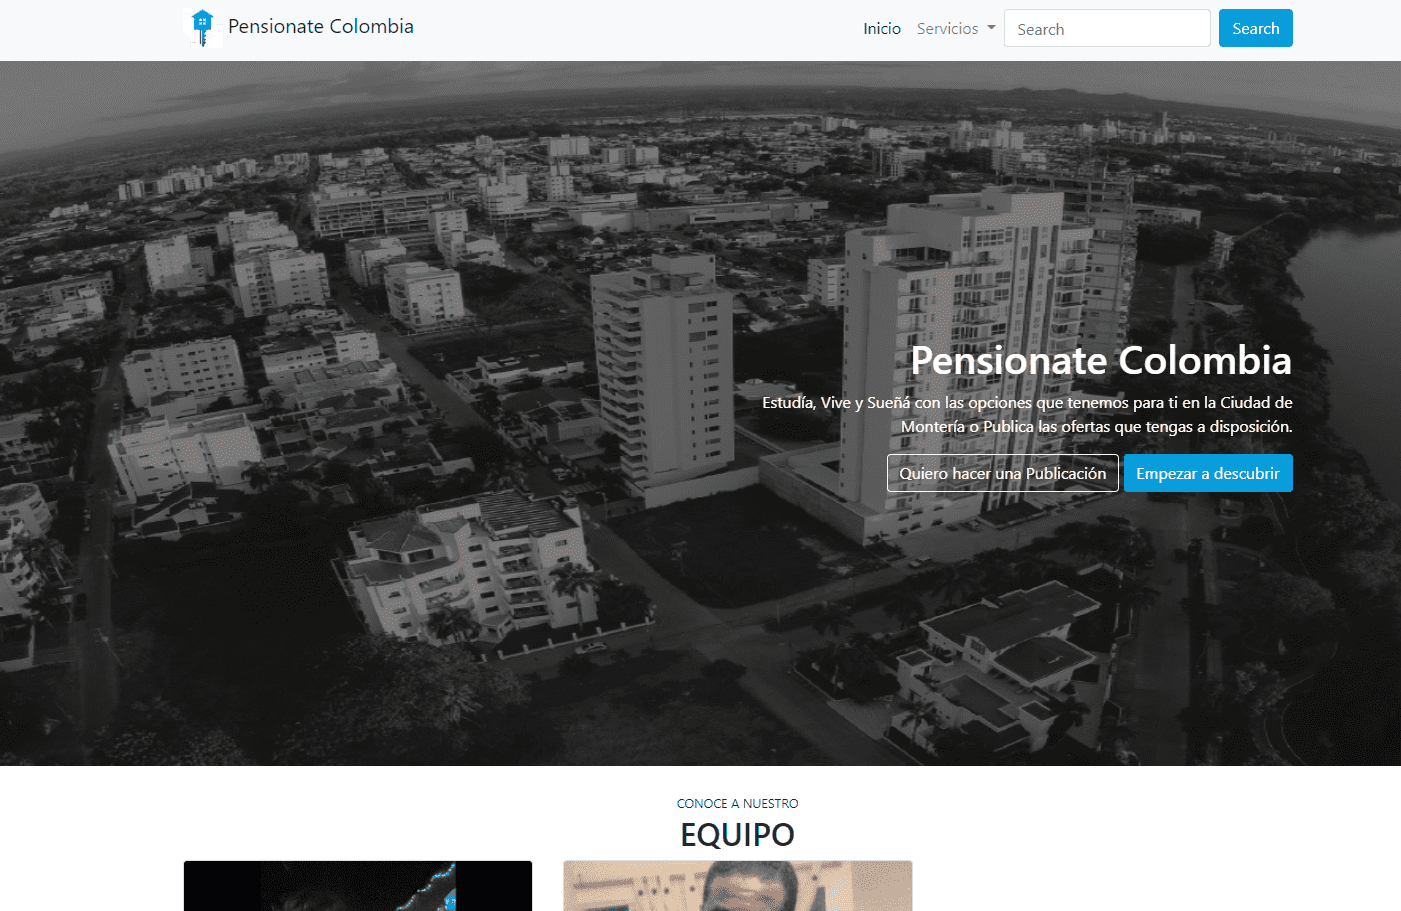 Pensionate Colombia
Inicio Servicios Search Search
Pensionate Colombia
Estudía, Vive y Sueñá con las opciones que tenemos para ti en la Ciudad de
Montería o Publica las ofertas que tengas a disposición.
Quiero hacer una Publicación Empezar a descubrir
CONOCE A NUESTRO
EQUIPO